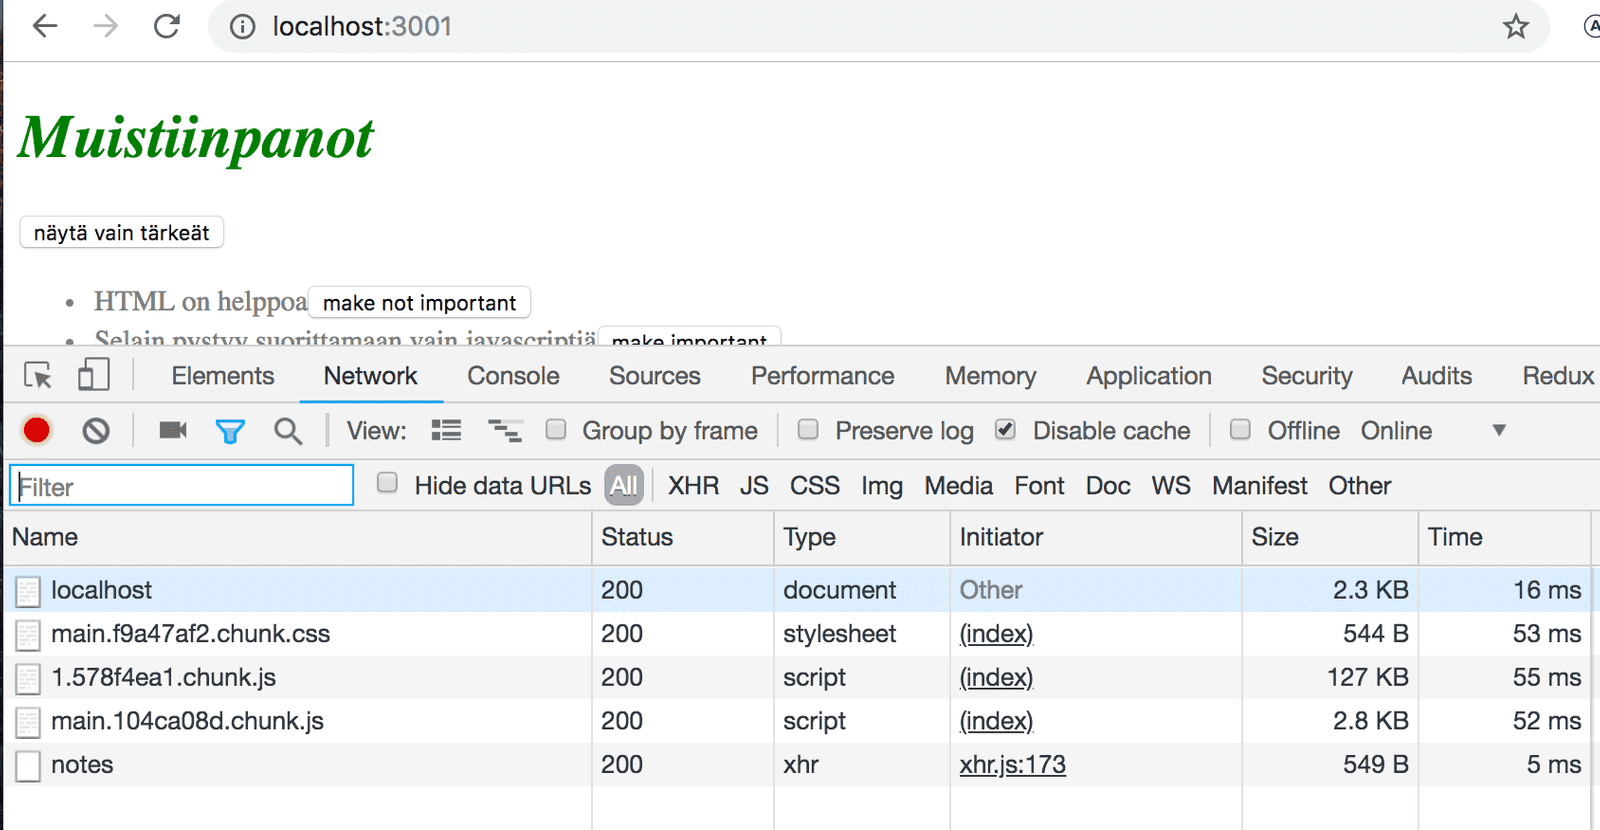 localhost:3001
Muistiinpanot
näytä vain tärkeät
HTML on helppoa make not important
Selain pystyy suorittamaan vain javascriptiä make important
Elements Network Console Sources Performance Memory Application Security Audits Redux
View: Group by frame Preserve log Disable cache Offline Online
Filter Hide data URLs All XHR JS CSS Img Media Font Doc WS Manifest Other
Name Status Type Initiator Size Time
localhost 200 document Other 2.3 KB 16 ms
main.f9a47af2.chunk.css 200 stylesheet (index) 544 B 53 ms
1.578f4ea1.chunk.js 200 script (index) 127 KB 55 ms
main.104ca08d.chunk.js 200 script (index) 2.8 KB 52 ms
notes 200 xhr xhr.js:173 549 B 5 ms